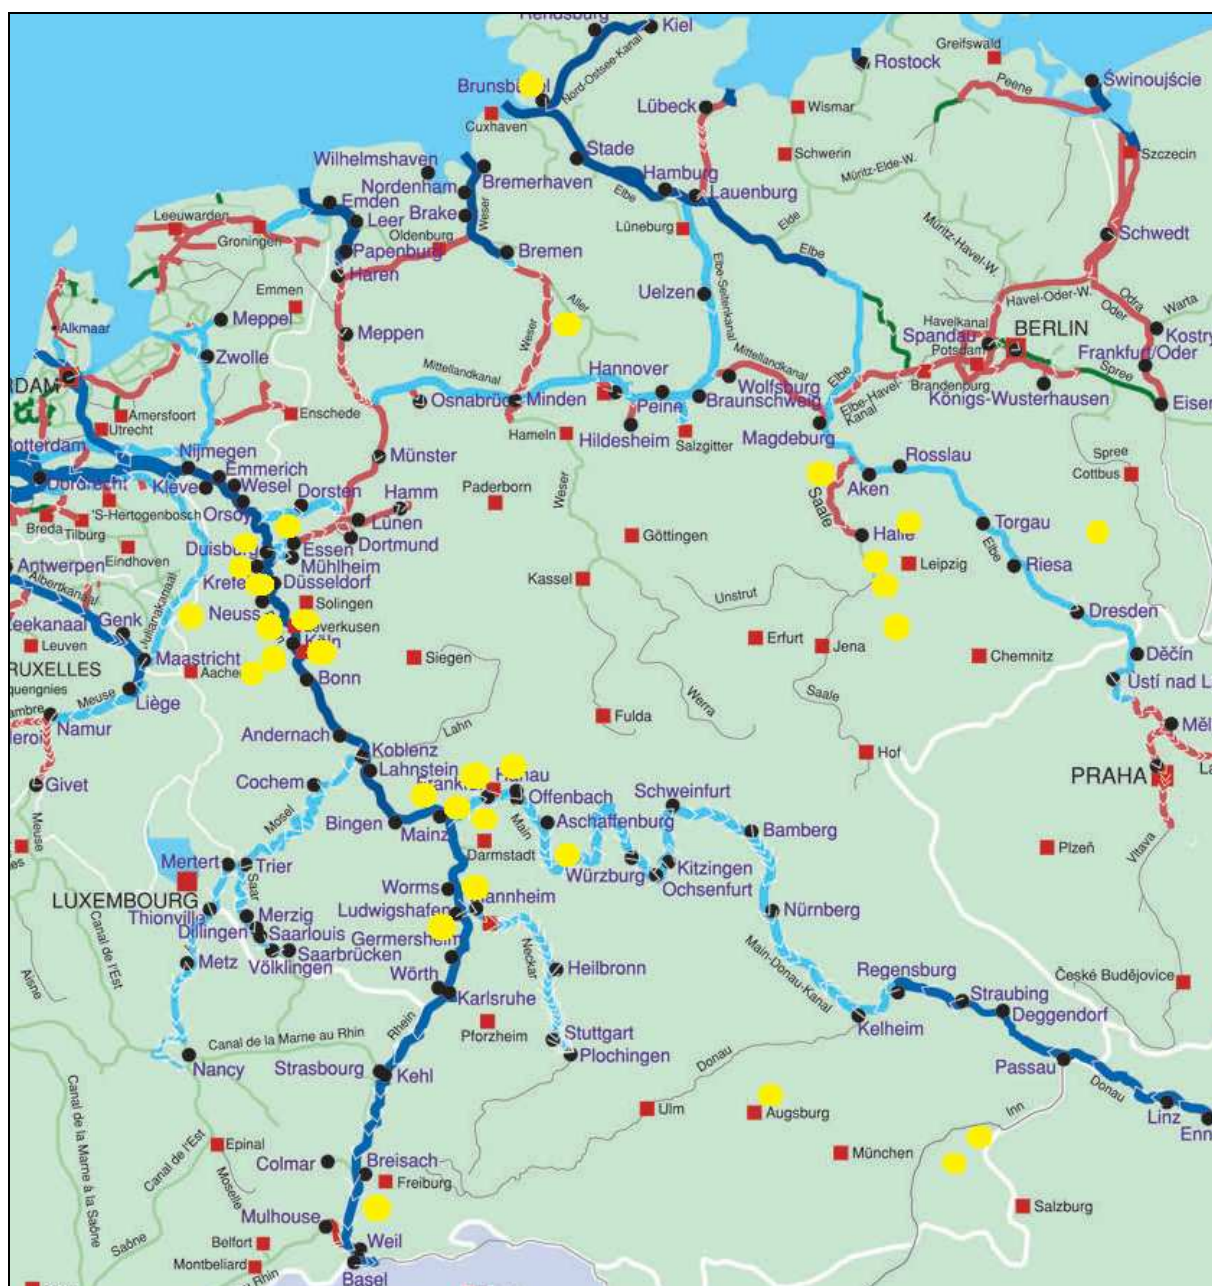 Rendsburg
Kiel
Nord-Ostsee-Kanal
Greifswald
Rostock
Peene
Świnoujście
Cuxhaven
Lübeck
Wismar
Stade
Schwerin
Szczecin
Wilhelmshaven
Bremerhaven
Nordenham
Hamburg
Müritz-Elde-W.
Emden
Brake
Weser
Elbe
Lauenburg
Elde
Leeuwarden
Leer
Oldenburg
Lüneburg
Müritz-Havel-W.
Groningen
Papenburg
Bremen
Elbe
Schwedt
Haren
Elbe-Seitenkanal
Emmen
Uelzen
Havel-Oder-W.
Odra
Oder
Warta
Meppel
Aller
Alkmaar
Meppen
Weser
Havelkanal
BERLIN
Spandau
Zwolle
Potsdam
Frankfurt/Oder
Mittellandkanal
Hannover
Mittellandkanal
Wolfsburg
Elbe
Brandenburg
Spree
Amersfoort
Enschede
Osnabrück
Minden
Peine
Braunschweig
Elbe-Havel-
Kanal
Königs-Wusterhausen
Utrecht
Hameln
Hildesheim
Salzgitter
Magdeburg
Nijmegen
Münster
Rosslau
Spree
Emmerich
Cottbus
Dordrecht
Kleve
Wesel
Dorsten
Hamm
Paderborn
Weser
Saale
Aken
'S-Hertogenbosch
Orsoy
Lünen
Breda
Tilburg
Göttingen
Halle
Torgau
Elbe
Eindhoven
Duisburg
Essen
Dortmund
Antwerpen
Mühlheim
Kassel
Leipzig
Riesa
Albertkanaal
Düsseldorf
Unstrut
Julianakanaal
Neuss
Solingen
Dresden
Genk
Leverkusen
Leuven
Köln
Erfurt
Jena
Maastricht
Siegen
Chemnitz
Děčín
Bonn
Meuse
Liège
Werra
Saale
Namur
Lahn
Fulda
Andernach
Koblenz
Hof
Givet
Cochem
Lahnstein
PRAHA
Hanau
Meuse
Mosel
Offenbach
Schweinfurt
Bingen
Mainz
Main
Aschaffenburg
Bamberg
Vltava
Darmstadt
Plzeň
Mertert
Trier
Kitzingen
Würzburg
Ochsenfurt
Saar
Worms
LUXEMBOURG
Mannheim
Thionville
Merzig
Ludwigshafen
Nürnberg
Dillingen
Saarlouis
Germersheim
Canal de l'Est
Saarbrücken
Neckar
Metz
Völklingen
Heilbronn
Main-Donau-Kanal
Aisne
Wörth
Regensburg
České Budějovice
Karlsruhe
Straubing
Deggendorf
Rhein
Pforzheim
Kelheim
Canal de la Marne au Rhin
Stuttgart
Nancy
Plochingen
Donau
Strasbourg
Kehl
Passau
Donau
Canal de la Marne à la Saône
Ulm
Augsburg
Inn
Linz
Epinal
Canal de l'Est
München
Colmar
Breisach
Moselle
Freiburg
Salzburg
Mulhouse
Saône
Belfort
Weil
Montbeliard
Basel